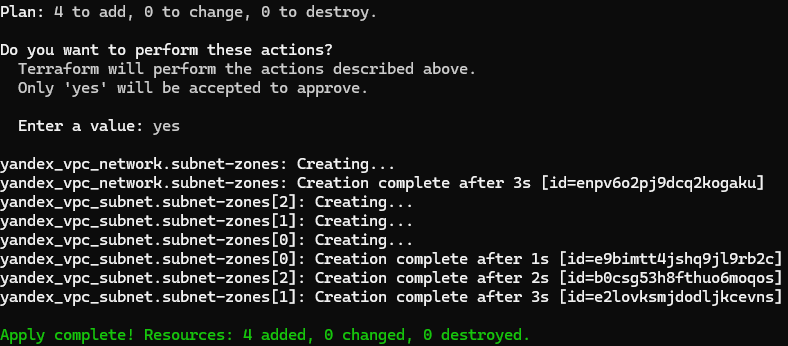 Plan: 4 to add, 0 to change, 0 to destroy.
Do you want to perform these actions?
Terraform will perform the actions described above.
Only 'yes' will be accepted to approve.
Enter a value: yes
yandex_vpc_network.subnet-zones: Creating...
yandex_vpc_network.subnet-zones: Creation complete after 3s [id=enpv6o2pj9dcq2kogaku]
yandex_vpc_subnet.subnet-zones[2]: Creating...
yandex_vpc_subnet.subnet-zones[1]: Creating...
yandex_vpc_subnet.subnet-zones[0]: Creating...
yandex_vpc_subnet.subnet-zones[0]: Creation complete after 1s [id=e9bimtt4jshq9jl9rb2c]
yandex_vpc_subnet.subnet-zones[2]: Creation complete after 2s [id=b0csg53h8fthuo6moqos]
yandex_vpc_subnet.subnet-zones[1]: Creation complete after 3s [id=e2lovksmjdodljkcevns]
Apply complete! Resources: 4 added, 0 changed, 0 destroyed.